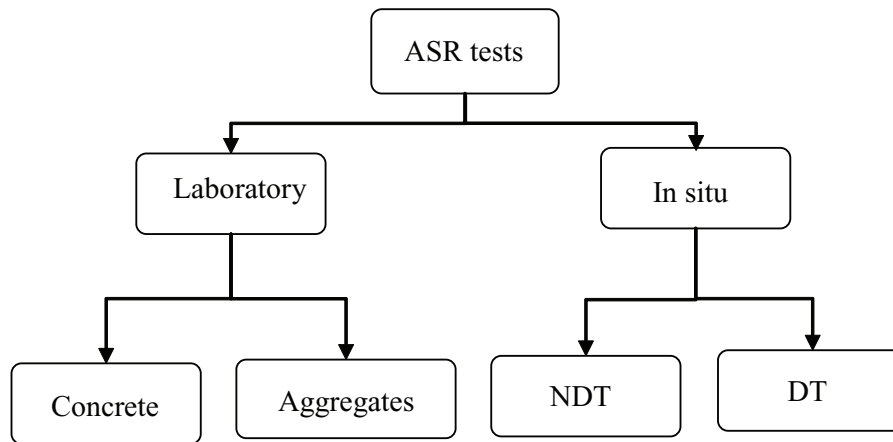 ASR tests
Laboratory
In situ
Concrete
Aggregates
NDT
DT